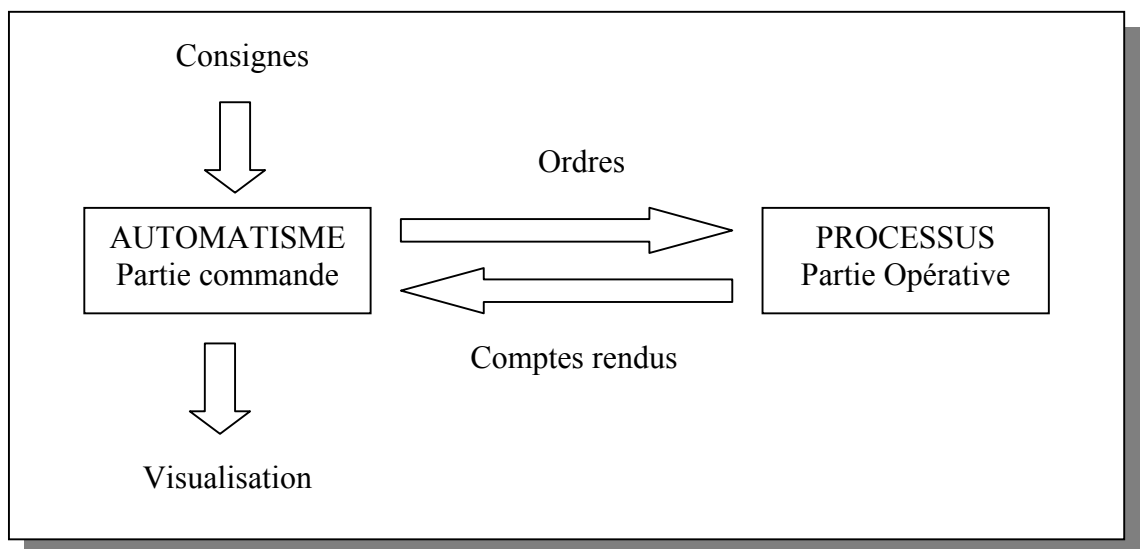 Consignes
Ordres
AUTOMATISME
Partie commande
PROCESSUS
Partie Opérative
Comptes rendus
Visualisation